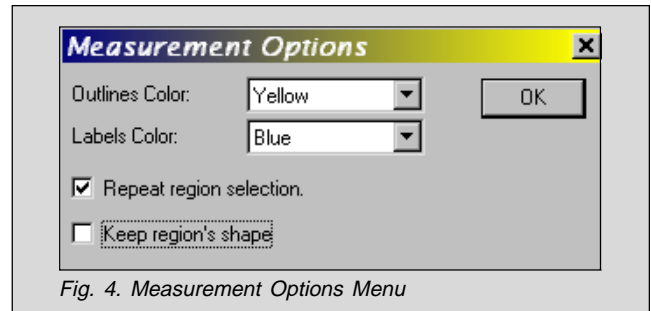 Measurement Options
Outlines Color: Yellow OK
Labels Color: Blue
Repeat region selection.
Keep region's shape
Fig. 4. Measurement Options Menu